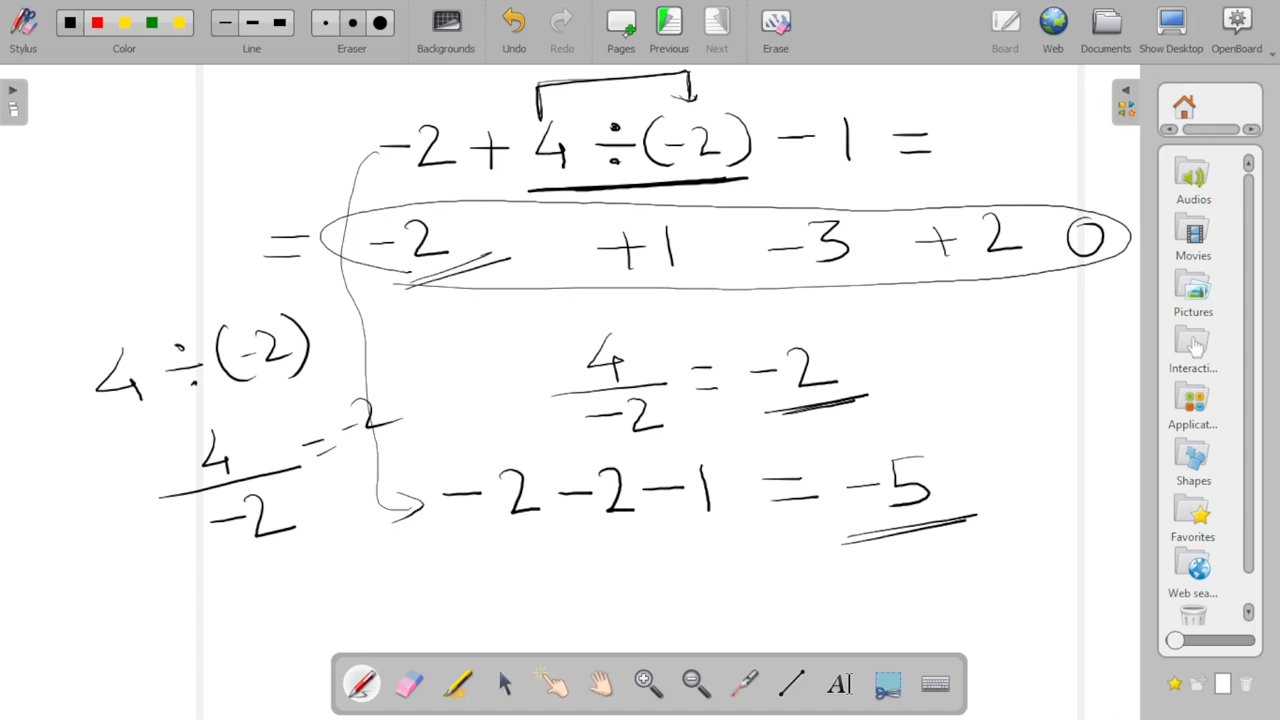 Stylus Color Line Eraser Backgrounds Undo Redo Pages Previous Next Erase Board Web Documents Show Desktop OpenBoard
-2 + 4 ÷ (-2) - 1 =
= -2 +1 -3 +2 0
4 ÷ (-2)
4/-2 = -2
4/-2 = -2
-2 -2 -1 = -5
Audios
Movies
Pictures
Interacti...
Applicat...
Shapes
Favorites
Web sea...
AI